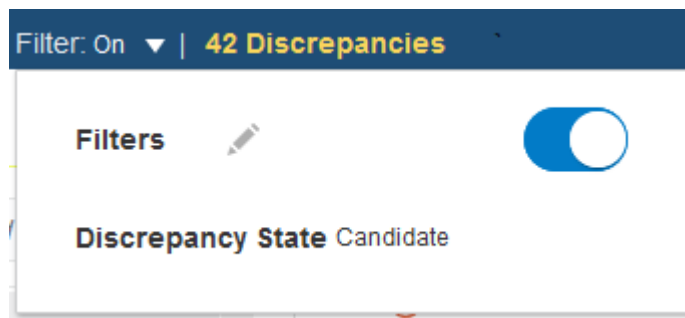 Filter: On ▼ | 42 Discrepancies
Filters
Discrepancy State Candidate